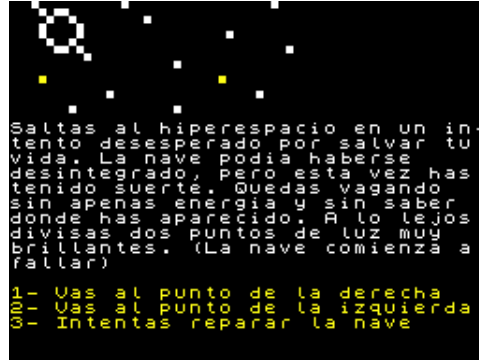 Saltas al hiperespacio en un in-
tento desesperado por salvar tu
vida. La nave podia haberse
desintegrado, pero esta vez has
tenido suerte. Quedas vagando
sin apenas energia y sin saber
donde has aparecido. A lo lejos
divisas dos puntos de luz muy
brillantes. (La nave comienza a
fallar)
1- Vas al punto de la derecha
2- Vas al punto de la izquierda
3- Intentas reparar la nave